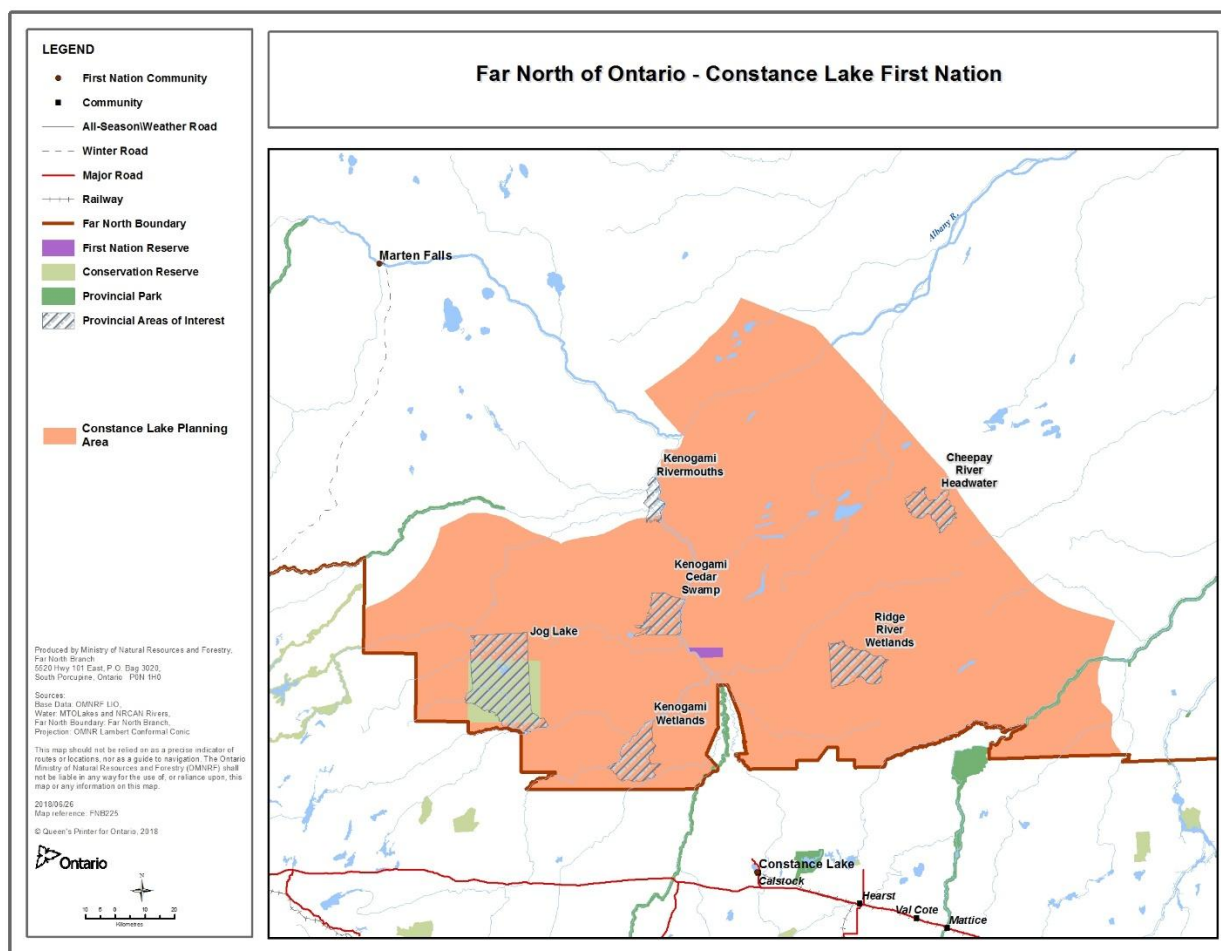 LEGEND
First Nation Community
Community
All-Season\Weather Road
Winter Road
Major Road
Railway
Far North Boundary
First Nation Reserve
Conservation Reserve
Provincial Park
Provincial Areas of Interest
Constance Lake Planning
Area
Produced by Ministry of Natural Resources and Forestry,
Far North Branch
5520 Hwy 101 East, P.O. Bag 3020,
South Porcupine, Ontario P0N 1H0
Sources:
Base Data: OMNRF LIO,
Water: MTOLakes and NRCAN Rivers,
Far North Boundary: Far North Branch,
Projection: OMNR Lambert Conformal Conic
This map should not be relied on as a precise indicator of
routes or locations, nor as a guide to navigation. The Ontario
Ministry of Natural Resources and Forestry (OMNRF) shall
not be liable in any way for the use of, or reliance upon, this
map or any information on this map.
2018/06/26
Map reference: FNB225
© Queen's Printer for Ontario, 2018
Ontario
N
10 5 0 10 20
Kilometres
Far North of Ontario - Constance Lake First Nation
Albany R.
Marten Falls
Kenogami
Rivermouths
Cheepay
River
Headwater
Kenogami
Cedar
Swamp
Ridge
River
Wetlands
Jog Lake
Kenogami
Wetlands
Constance Lake
Calstock
Hearst
Val Cote
Mattice